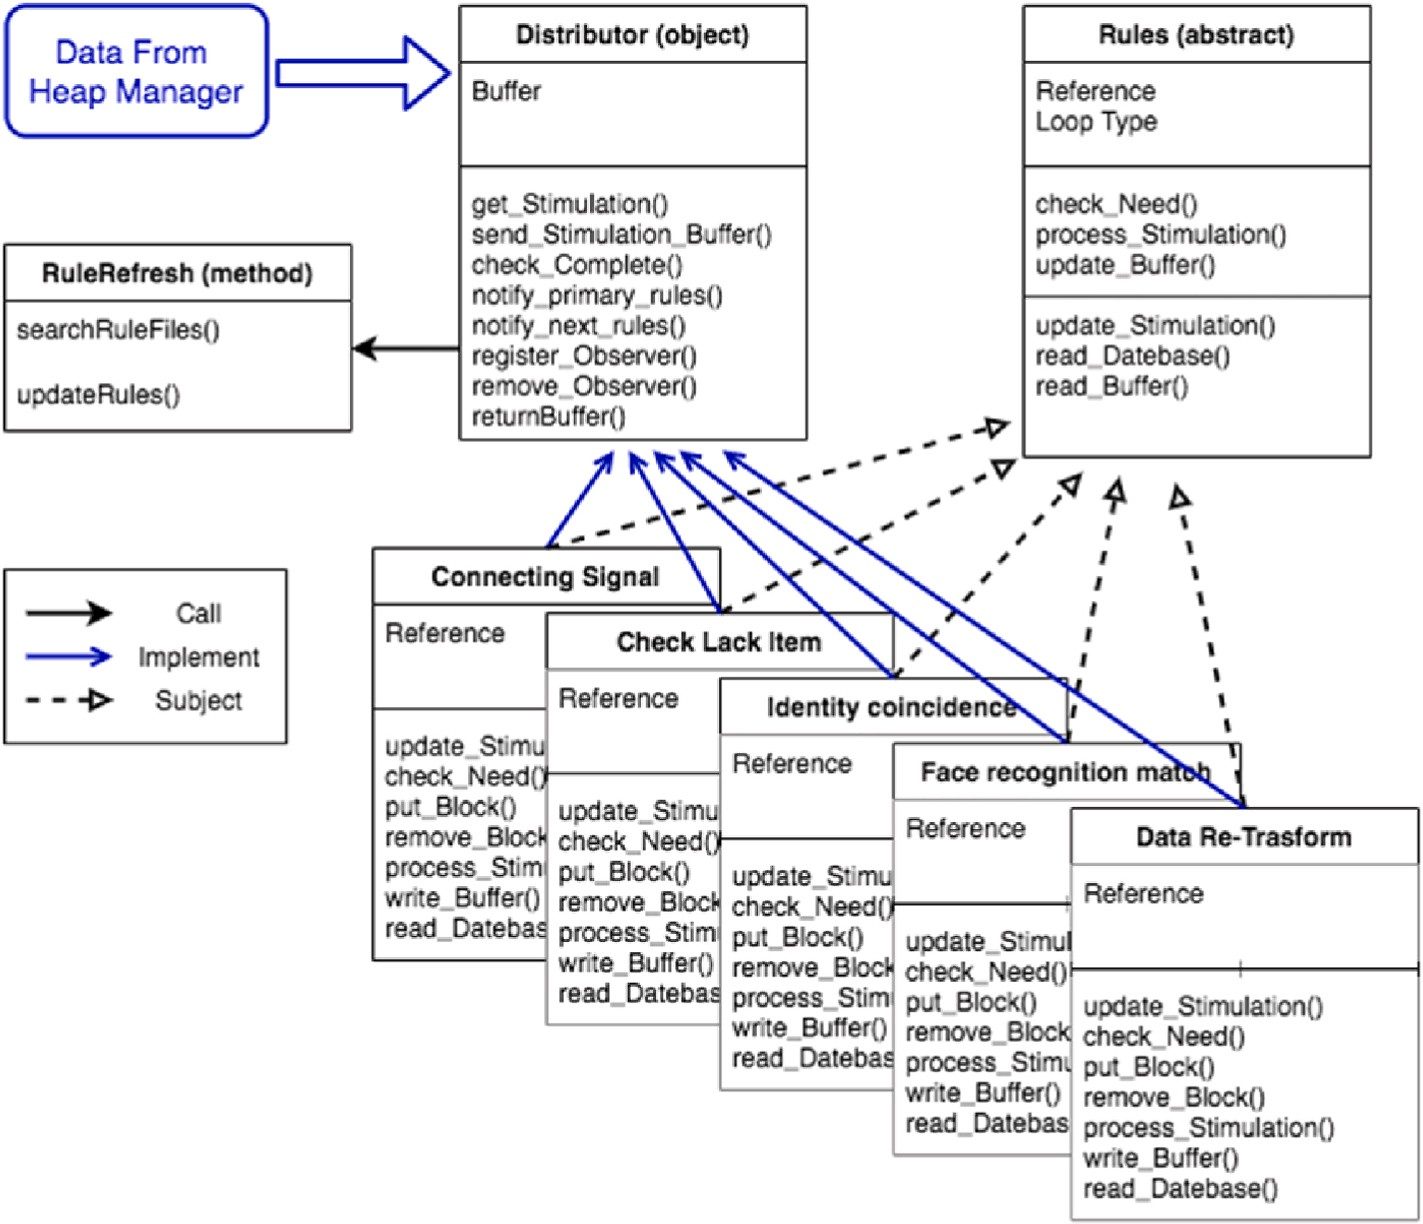 Data From
Heap Manager
Distributor (object)
Buffer
get_Stimulation()
send_Stimulation_Buffer()
check_Complete()
notify_primary_rules()
notify_next_rules()
register_Observer()
remove_Observer()
returnBuffer()
Rules (abstract)
Reference
Loop Type
check_Need()
process_Stimulation()
update_Buffer()
update_Stimulation()
read_Datebase()
read_Buffer()
RuleRefresh (method)
searchRuleFiles()
updateRules()
Call
Implement
Subject
Connecting Signal
Reference
update_Stimu
check_Need()
put_Block()
remove_Block
process_Stim
write_Buffer()
read_Datebas
Check Lack Item
Reference
update_Stimu
check_Need()
put_Block()
remove_Block
process_Stim
write_Buffer()
read_Datebas
Identity coincidence
Reference
update_Stimu
check_Need()
put_Block()
remove_Block
process_Stim
write_Buffer()
read_Datebas
Face recognition match
Reference
update_Stimul
check_Need()
put_Block()
remove_Block
process_Stimu
write_Buffer()
read_Datebas
Data Re-Trasform
Reference
update_Stimulation()
check_Need()
put_Block()
remove_Block()
process_Stimulation()
write_Buffer()
read_Datebase()